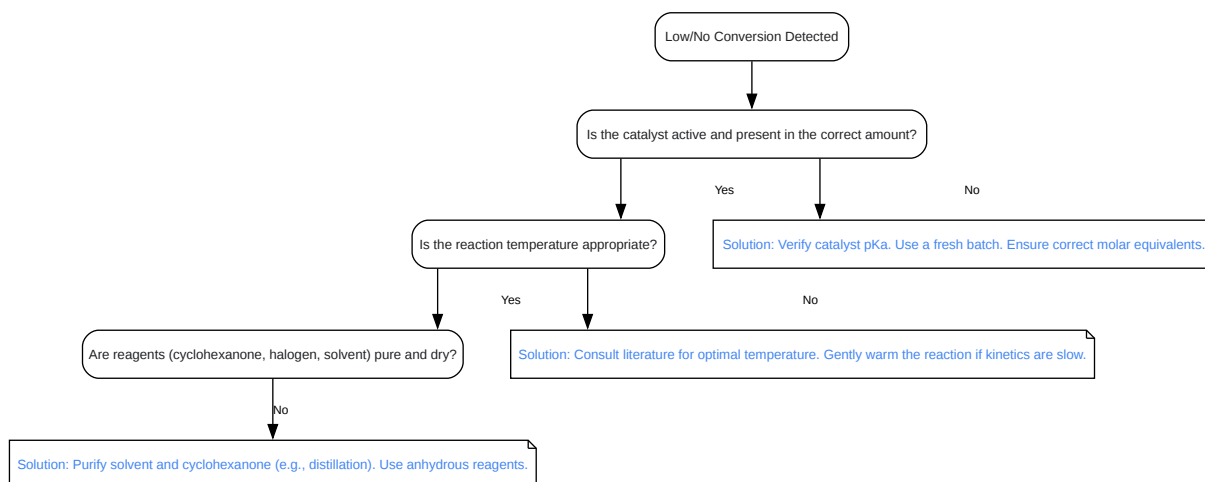 Low/No Conversion Detected
Is the catalyst active and present in the correct amount?
Yes
No
Is the reaction temperature appropriate?
Solution: Verify catalyst pKa. Use a fresh batch. Ensure correct molar equivalents.
Yes
No
Are reagents (cyclohexanone, halogen, solvent) pure and dry?
Solution: Consult literature for optimal temperature. Gently warm the reaction if kinetics are slow.
No
Solution: Purify solvent and cyclohexanone (e.g., distillation). Use anhydrous reagents.